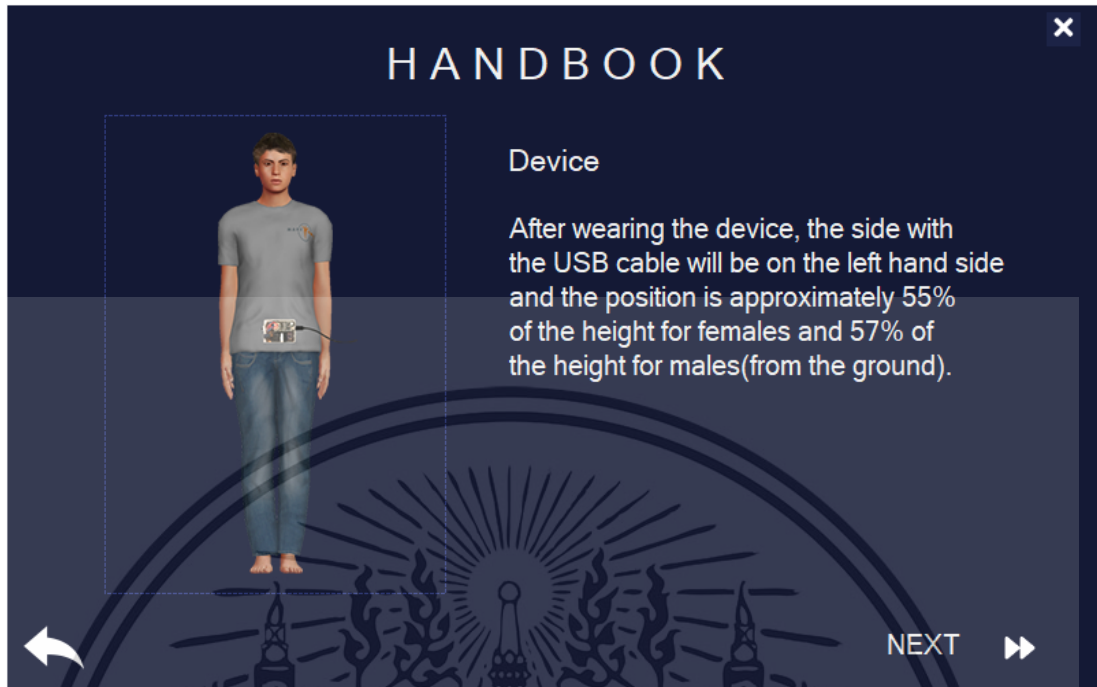 HANDBOOK
Device
After wearing the device, the side with
the USB cable will be on the left hand side
and the position is approximately 55%
of the height for females and 57% of
the height for males(from the ground).
NEXT